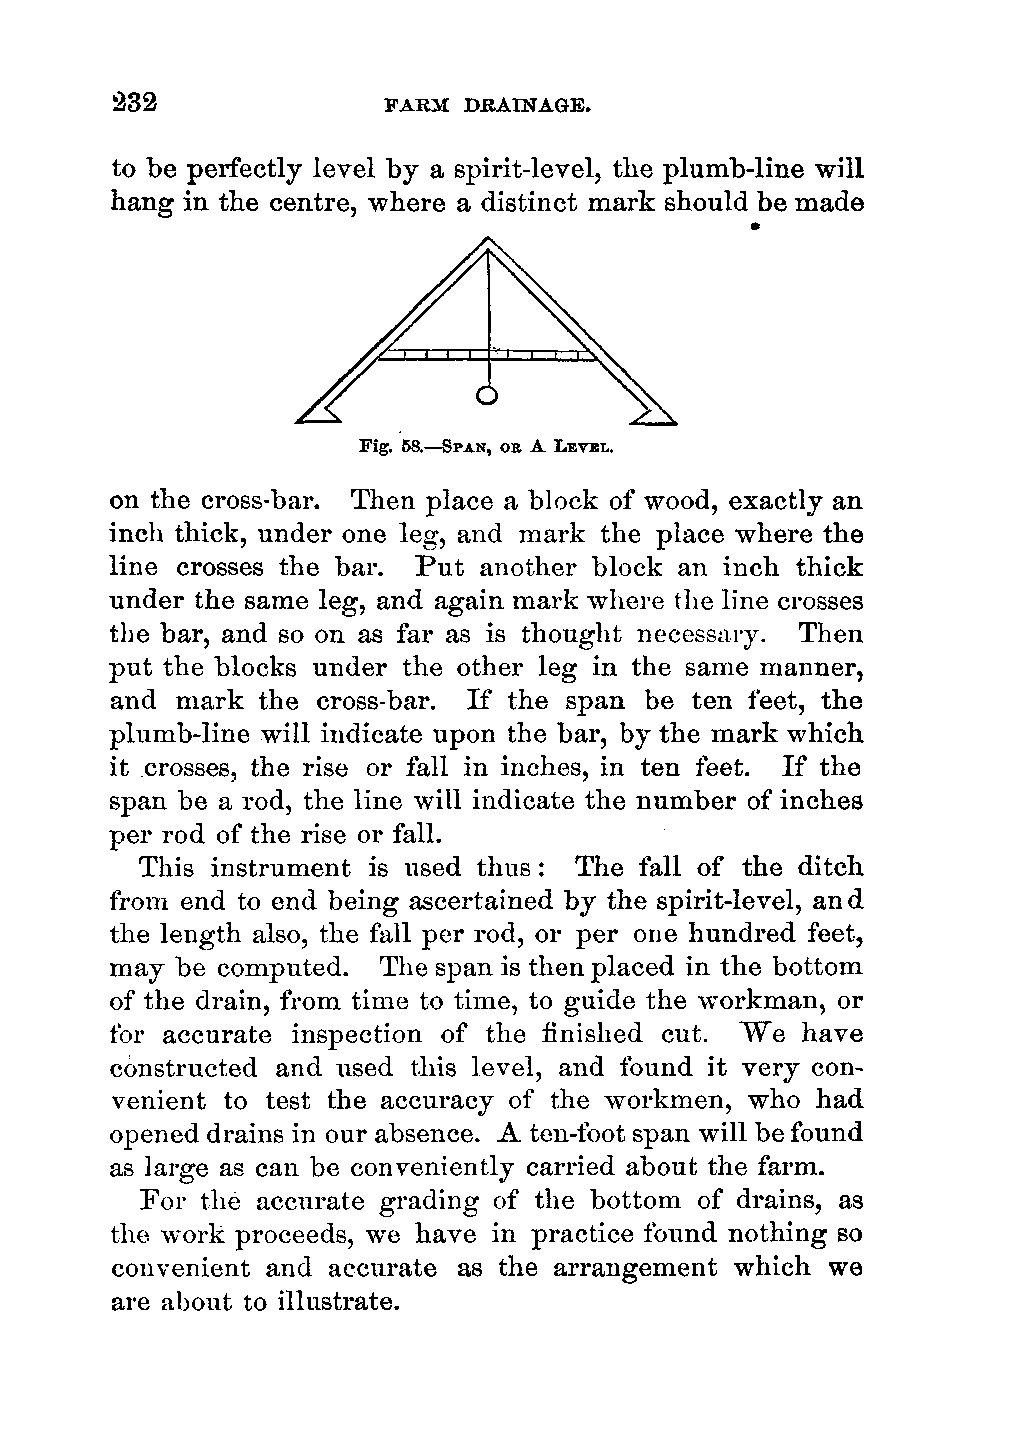 232 FARM DRAINAGE.
to be perfectly level by a spirit-level, the plumb-line will
hang in the centre, where a distinct mark should be made
Fig. 58.—SPAN, OR A LEVEL.
on the cross-bar. Then place a block of wood, exactly an
inch thick, under one leg, and mark the place where the
line crosses the bar. Put another block an inch thick
under the same leg, and again mark where the line crosses
the bar, and so on as far as is thought necessary. Then
put the blocks under the other leg in the same manner,
and mark the cross-bar. If the span be ten feet, the
plumb-line will indicate upon the bar, by the mark which
it crosses, the rise or fall in inches, in ten feet. If the
span be a rod, the line will indicate the number of inches
per rod of the rise or fall.
This instrument is used thus: The fall of the ditch
from end to end being ascertained by the spirit-level, and
the length also, the fall per rod, or per one hundred feet,
may be computed. The span is then placed in the bottom
of the drain, from time to time, to guide the workman, or
for accurate inspection of the finished cut. We have
constructed and used this level, and found it very con-
venient to test the accuracy of the workmen, who had
opened drains in our absence. A ten-foot span will be found
as large as can be conveniently carried about the farm.
For the accurate grading of the bottom of drains, as
the work proceeds, we have in practice found nothing so
convenient and accurate as the arrangement which we
are about to illustrate.